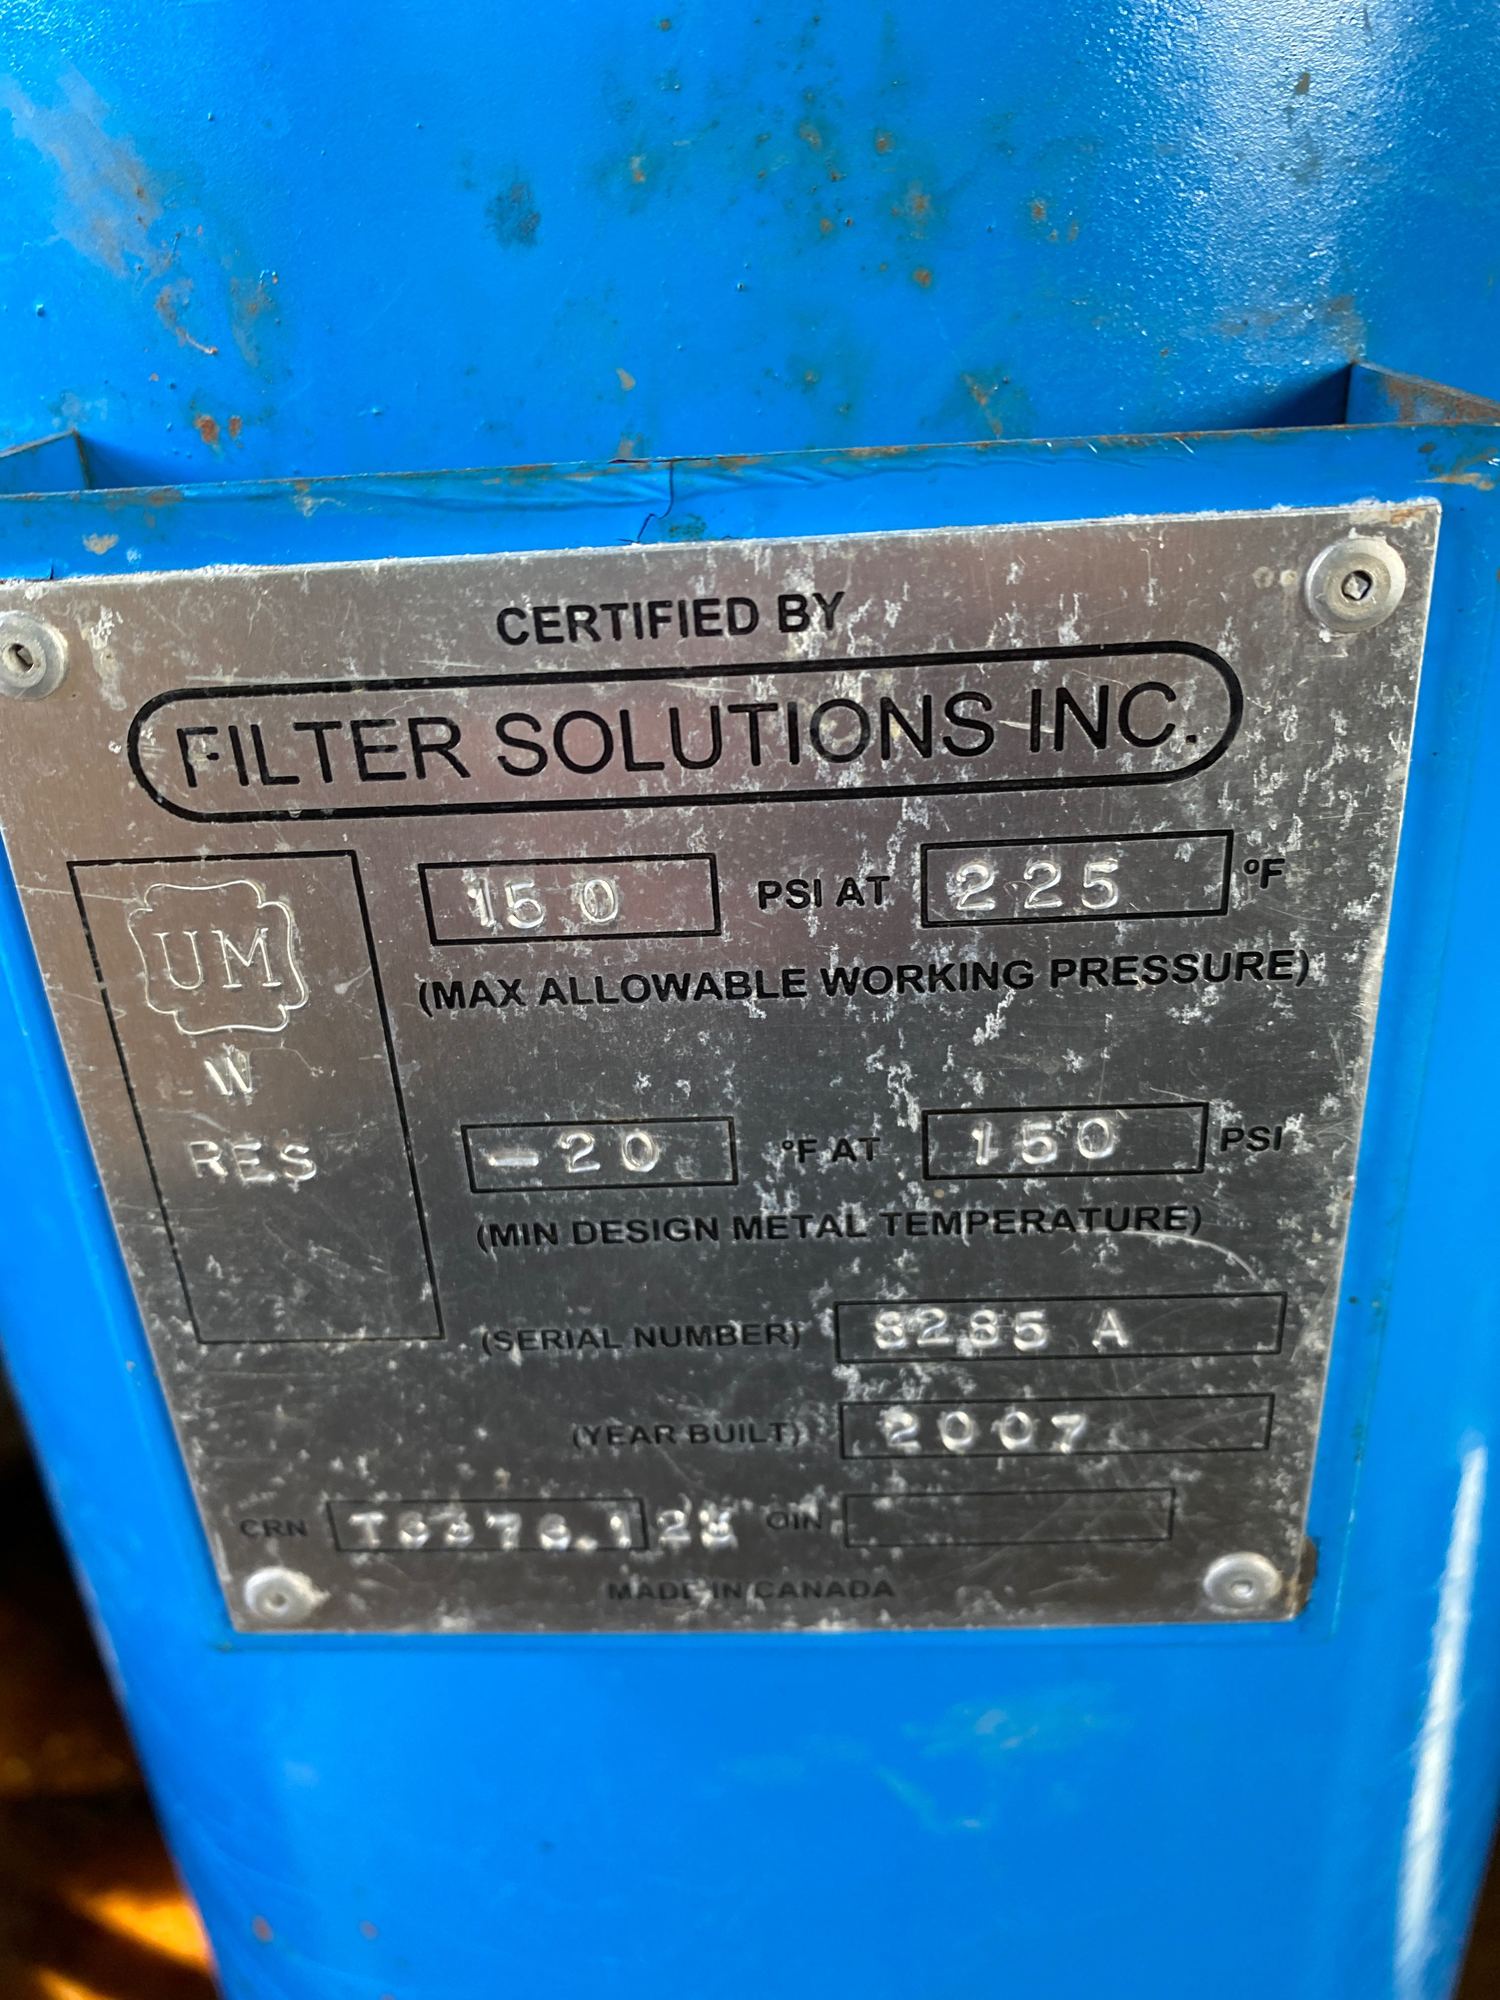 CERTIFIED BY
FILTER SOLUTIONS INC.
UM
W
RES
150 PSI AT 225 °F
(MAX ALLOWABLE WORKING PRESSURE)
-20 °F AT 150 PSI
(MIN DESIGN METAL TEMPERATURE)
(SERIAL NUMBER) 8285 A
(YEAR BUILT) 2007
CRN
MADE IN CANADA